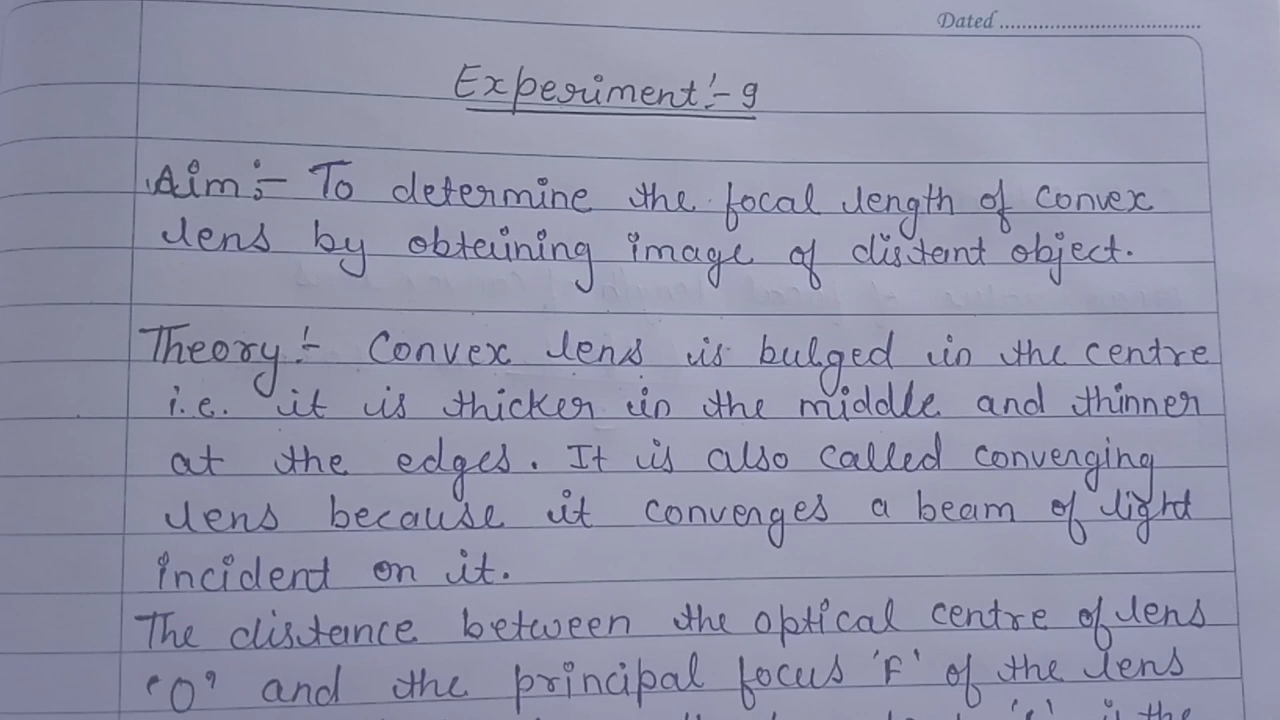 Dated
Experiment:- 9
Aim:- To determine the focal length of convex
lens by obtaining image of distant object.
Theory:- Convex lens is bulged in the centre
i.e. it is thicker in the middle and thinner
at the edges. It is also called converging
lens because it converges a beam of light
incident on it.
The distance between the optical centre of lens
'O' and the principal focus 'F' of the lens
the